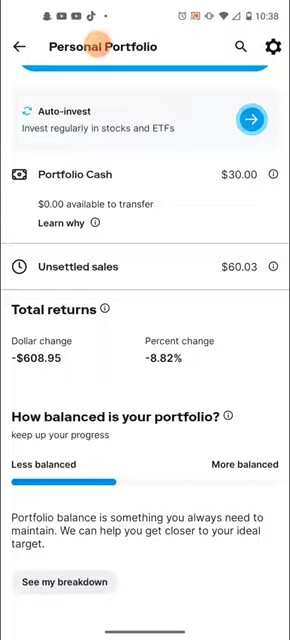 10:38
Personal Portfolio
Auto-invest
Invest regularly in stocks and ETFs
Portfolio Cash
$30.00
$0.00 available to transfer
Learn why
Unsettled sales
$60.03
Total returns
Dollar change
Percent change
-$608.95
-8.82%
How balanced is your portfolio?
keep up your progress
Less balanced
More balanced
Portfolio balance is something you always need to
maintain. We can help you get closer to your ideal
target.
See my breakdown